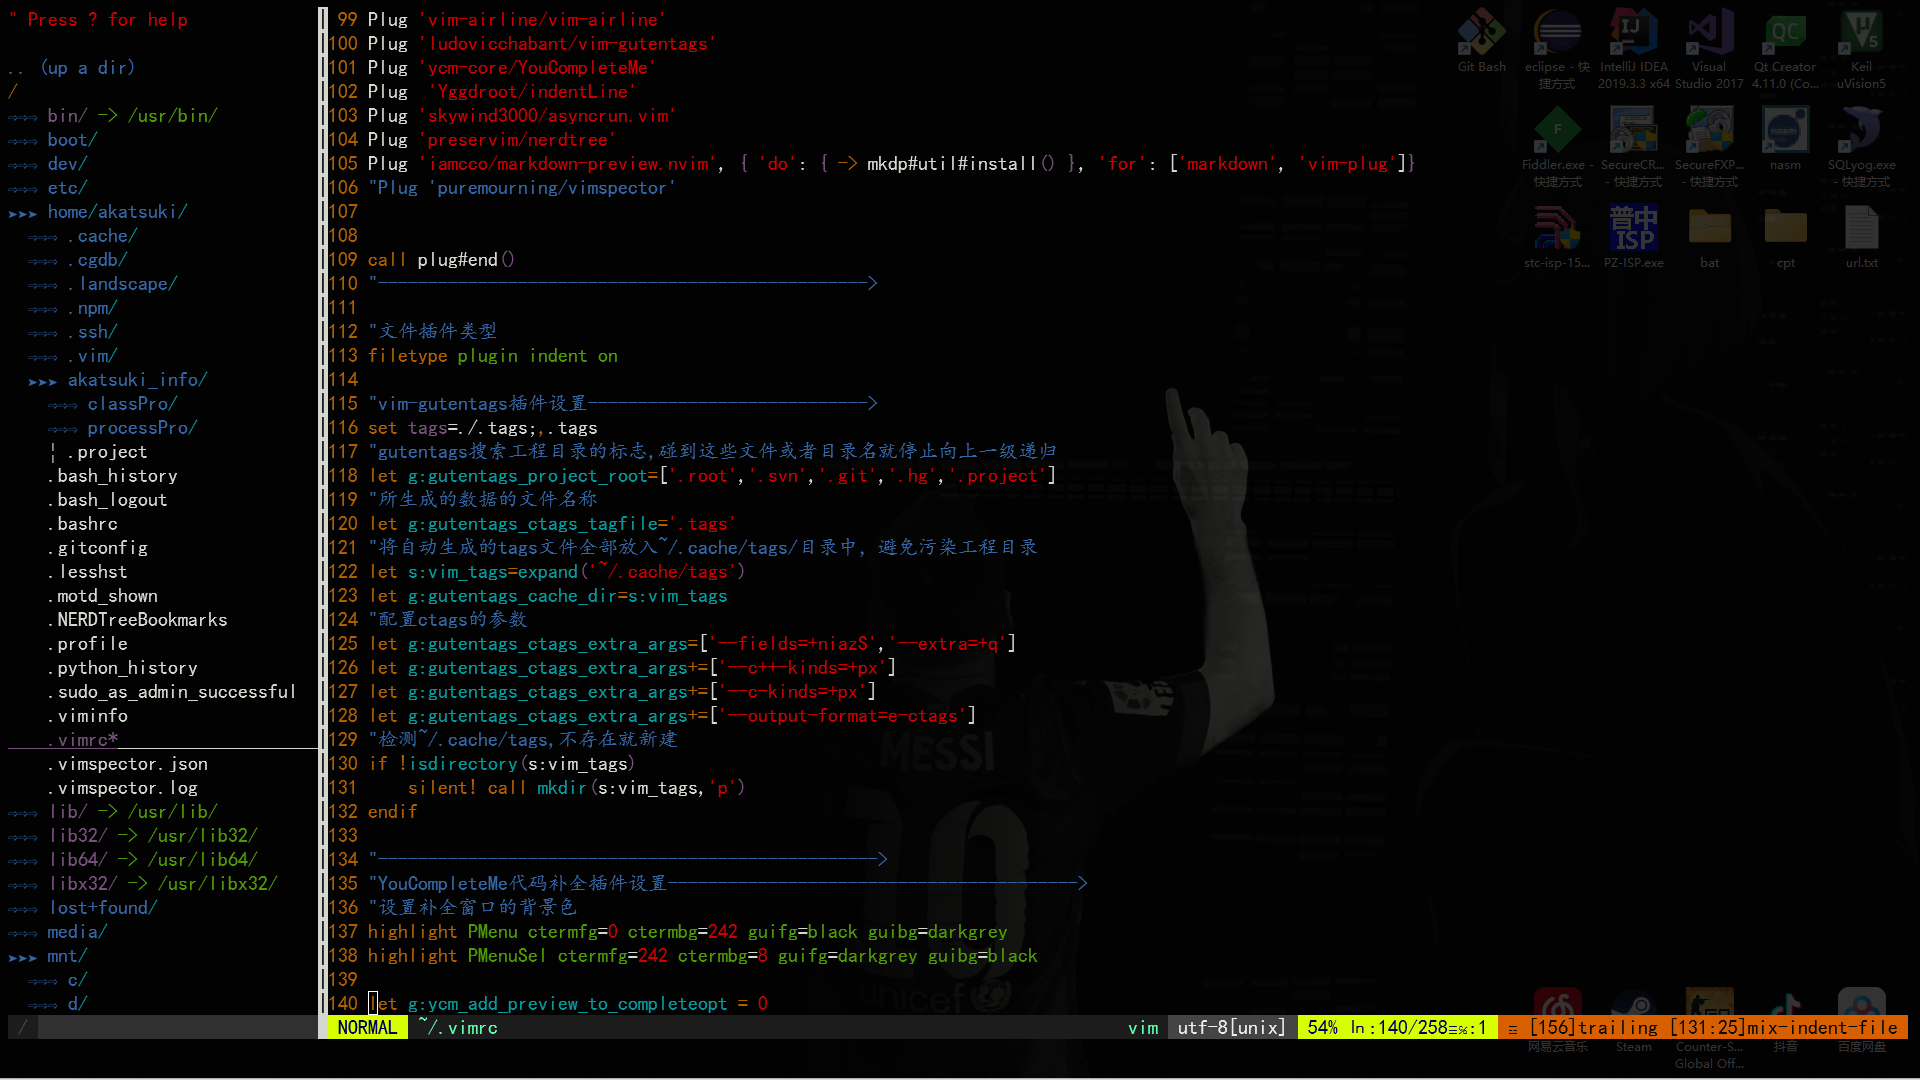 " Press ? for help
.. (up a dir)
/
bin/ -> /usr/bin/
boot/
dev/
etc/
home/akatsuki/
.cache/
.cgdb/
.landscape/
.npm/
.ssh/
.vim/
akatsuki_info/
classPro/
processPro/
¦ .project
.bash_history
.bash_logout
.bashrc
.gitconfig
.lesshst
.motd_shown
.NERDTreeBookmarks
.profile
.python_history
.sudo_as_admin_successful
.viminfo
.vimrc*
.vimspector.json
.vimspector.log
lib/ -> /usr/lib/
lib32/ -> /usr/lib32/
lib64/ -> /usr/lib64/
libx32/ -> /usr/libx32/
lost+found/
media/
mnt/
c/
d/
/
99 Plug 'vim-airline/vim-airline'
100 Plug 'ludovicchabant/vim-gutentags'
101 Plug 'ycm-core/YouCompleteMe'
102 Plug  'Yggdroot/indentLine'
103 Plug 'skywind3000/asyncrun.vim'
104 Plug 'preservim/nerdtree'
105 Plug 'iamcco/markdown-preview.nvim', { 'do': { -> mkdp#util#install() }, 'for': ['markdown', 'vim-plug']}
106 "Plug 'puremourning/vimspector'
107
108
109 call plug#end()
110 "------------------------------------------------->
111
112 "文件插件类型
113 filetype plugin indent on
114
115 "vim-gutentags插件设置---------------------------->
116 set tags=./.tags;,.tags
117 "gutentags搜索工程目录的标志,碰到这些文件或者目录名就停止向上一级递归
118 let g:gutentags_project_root=['.root','.svn','.git','.hg','.project']
119 "所生成的数据的文件名称
120 let g:gutentags_ctags_tagfile='.tags'
121 "将自动生成的tags文件全部放入~/.cache/tags/目录中, 避免污染工程目录
122 let s:vim_tags=expand('~/.cache/tags')
123 let g:gutentags_cache_dir=s:vim_tags
124 "配置ctags的参数
125 let g:gutentags_ctags_extra_args=['--fields=+niazS','--extra=+q']
126 let g:gutentags_ctags_extra_args+=['--c++-kinds=+px']
127 let g:gutentags_ctags_extra_args+=['--c-kinds=+px']
128 let g:gutentags_ctags_extra_args+=['--output-format=e-ctags']
129 "检测~/.cache/tags,不存在就新建
130 if !isdirectory(s:vim_tags)
131     silent! call mkdir(s:vim_tags,'p')
132 endif
133
134 "-------------------------------------------------->
135 "YouCompleteMe代码补全插件设置----------------------------------------->
136 "设置补全窗口的背景色
137 highlight PMenu ctermfg=0 ctermbg=242 guifg=black guibg=darkgrey
138 highlight PMenuSel ctermfg=242 ctermbg=8 guifg=darkgrey guibg=black
139
140 let g:ycm_add_preview_to_completeopt = 0
NORMAL ~/.vimrc vim utf-8[unix] 54% ln:140/258≡%:1 ☲ [156]trailing [131:25]mix-indent-file
Git Bash
eclipse - 快捷方式
IntelliJ IDEA 2019.3.3 x64
Visual Studio 2017
Qt Creator 4.11.0 (Co...
Keil uVision5
Fiddler.exe - 快捷方式
SecureCR... - 快捷方式
SecureFXP... - 快捷方式
nasm
SQLyog.exe - 快捷方式
stc-isp-15...
普中 ISP
PZ-ISP.exe
bat
cpt
url.txt
MESSI
10
unicef
网易云音乐
Steam
Counter-S... Global Off...
抖音
百度网盘